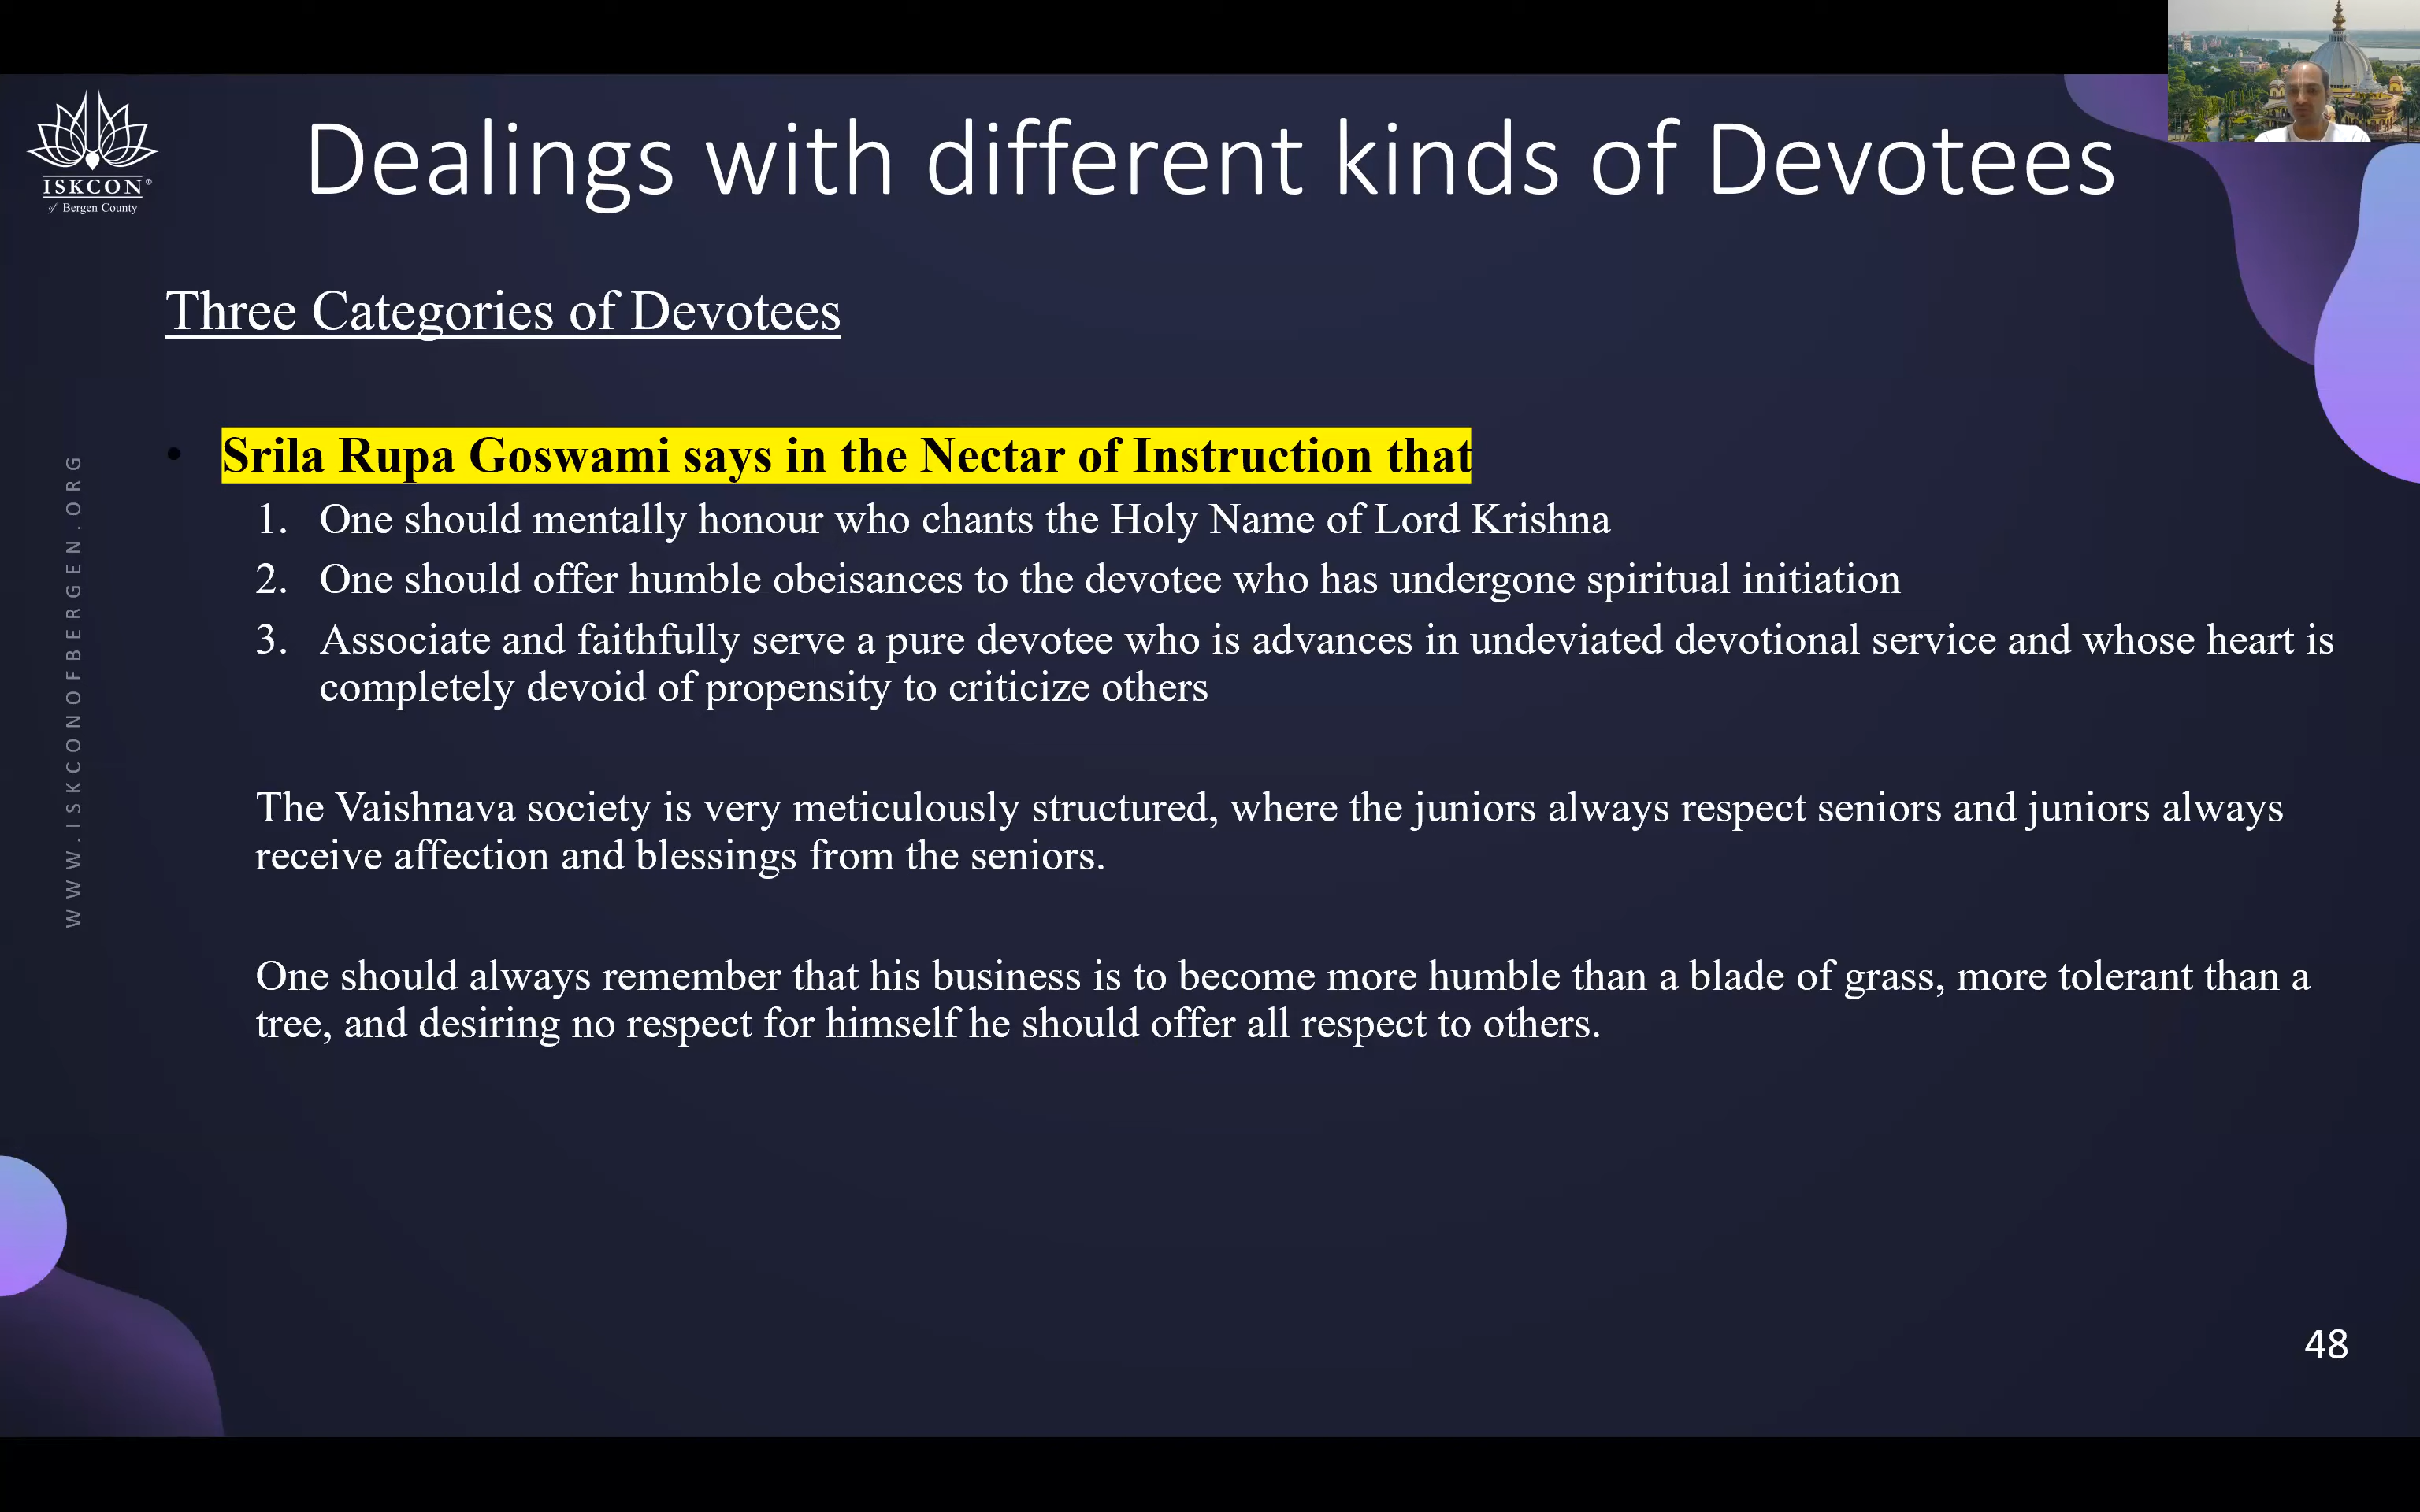 ISKCON®
of Bergen County
Dealings with different kinds of Devotees
Three Categories of Devotees
WWW.ISKCONOFBERGEN.ORG
• Srila Rupa Goswami says in the Nectar of Instruction that
1. One should mentally honour who chants the Holy Name of Lord Krishna
2. One should offer humble obeisances to the devotee who has undergone spiritual initiation
3. Associate and faithfully serve a pure devotee who is advances in undeviated devotional service and whose heart is
completely devoid of propensity to criticize others
The Vaishnava society is very meticulously structured, where the juniors always respect seniors and juniors always
receive affection and blessings from the seniors.
One should always remember that his business is to become more humble than a blade of grass, more tolerant than a
tree, and desiring no respect for himself he should offer all respect to others.
48